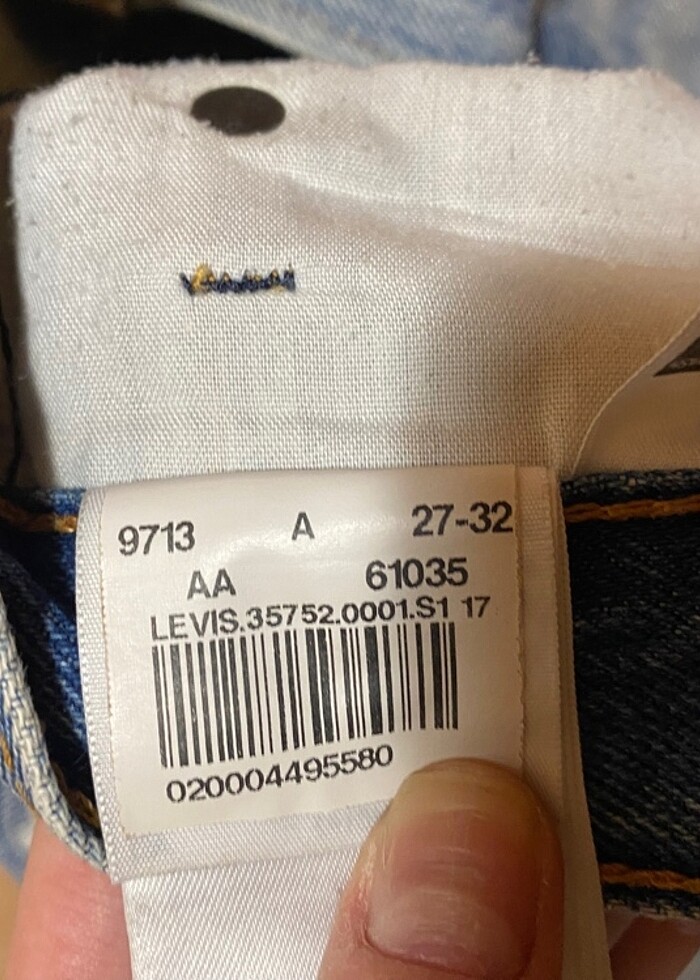 9713 A 27-32
AA 61035
LEVIS.35752.0001.S1 17
020004495580